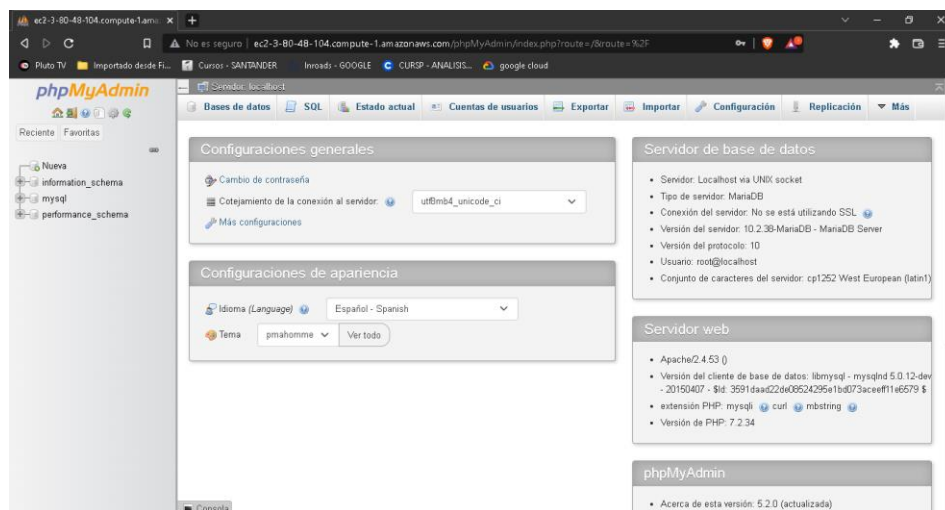 ec2-3-80-48-104.compute-1.ama:
No es seguro | ec2-3-80-48-104.compute-1.amazonaws.com/phpMyAdmin/index.php?route=/&route=%2F
Pluto TV Importado desde Fi... Cursos - SANTANDER Inroads - GOOGLE CURSP - ANALISIS... google cloud
phpMyAdmin
Reciente Favoritas
Nueva
information_schema
mysql
performance_schema
Servidor: localhost
Bases de datos SQL Estado actual Cuentas de usuarios Exportar Importar Configuración Replicación Más
Configuraciones generales
Cambio de contraseña
Cotejamiento de la conexión al servidor: utf8mb4_unicode_ci
Más configuraciones
Configuraciones de apariencia
Idioma (Language) Español - Spanish
Tema pmahomme Ver todo
Servidor de base de datos
Servidor: Localhost via UNIX socket
Tipo de servidor: MariaDB
Conexión del servidor: No se está utilizando SSL
Versión del servidor: 10.2.38-MariaDB - MariaDB Server
Versión del protocolo: 10
Usuario: root@localhost
Conjunto de caracteres del servidor: cp1252 West European (latin1)
Servidor web
Apache/2.4.53 ()
Versión del cliente de base de datos: libmysql - mysqlnd 5.0.12-dev
- 20150407 - $Id: 3591daad22de08524295e1bd073aceeff11e6579 $
extensión PHP: mysqli curl mbstring
Versión de PHP: 7.2.34
phpMyAdmin
Acerca de esta versión: 5.2.0 (actualizada)
Consola